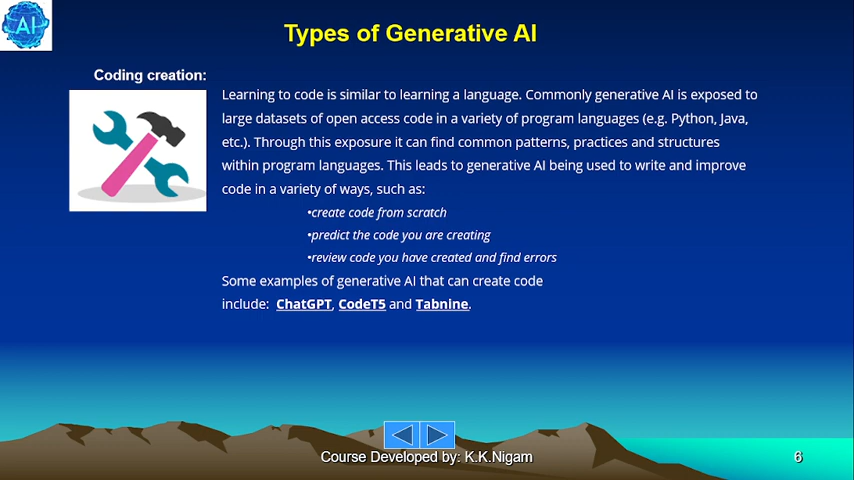 AI
Types of Generative AI
Coding creation:
Learning to code is similar to learning a language. Commonly generative AI is exposed to
large datasets of open access code in a variety of program languages (e.g. Python, Java,
etc.). Through this exposure it can find common patterns, practices and structures
within program languages. This leads to generative AI being used to write and improve
code in a variety of ways, such as:
•create code from scratch
•predict the code you are creating
•review code you have created and find errors
Some examples of generative AI that can create code
include: ChatGPT, CodeT5 and Tabnine.
Course Developed by: K.K.Nigam
6